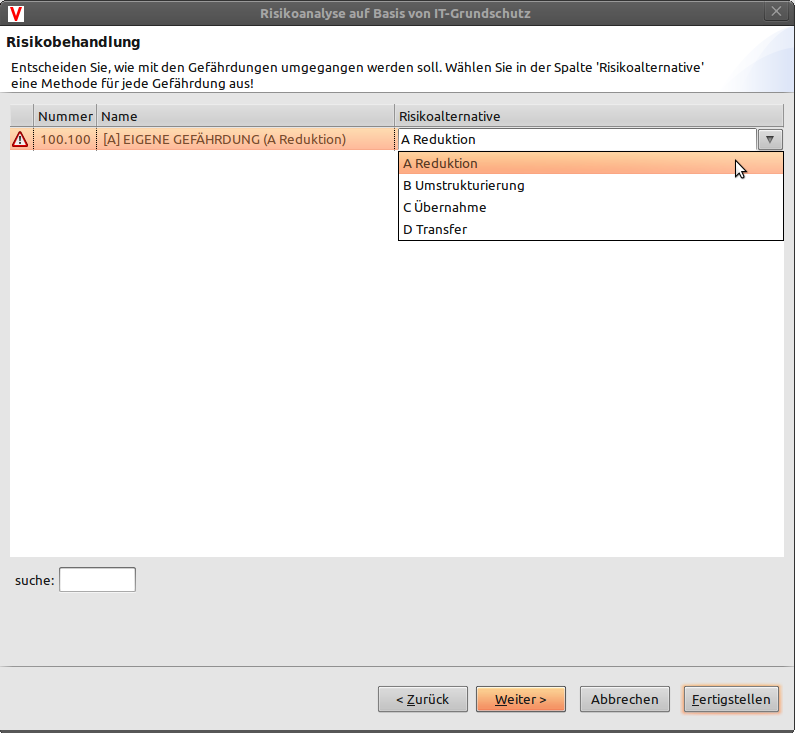 Risikoanalyse auf Basis von IT-Grundschutz
Risikobehandlung
Entscheiden Sie, wie mit den Gefährdungen umgegangen werden soll. Wählen Sie in der Spalte 'Risikoalternative'
eine Methode für jede Gefährdung aus!
Nummer Name Risikoalternative
100.100 [A] EIGENE GEFÄHRDUNG (A Reduktion) A Reduktion
A Reduktion
B Umstrukturierung
C Übernahme
D Transfer
suche:
< Zurück Weiter > Abbrechen Fertigstellen